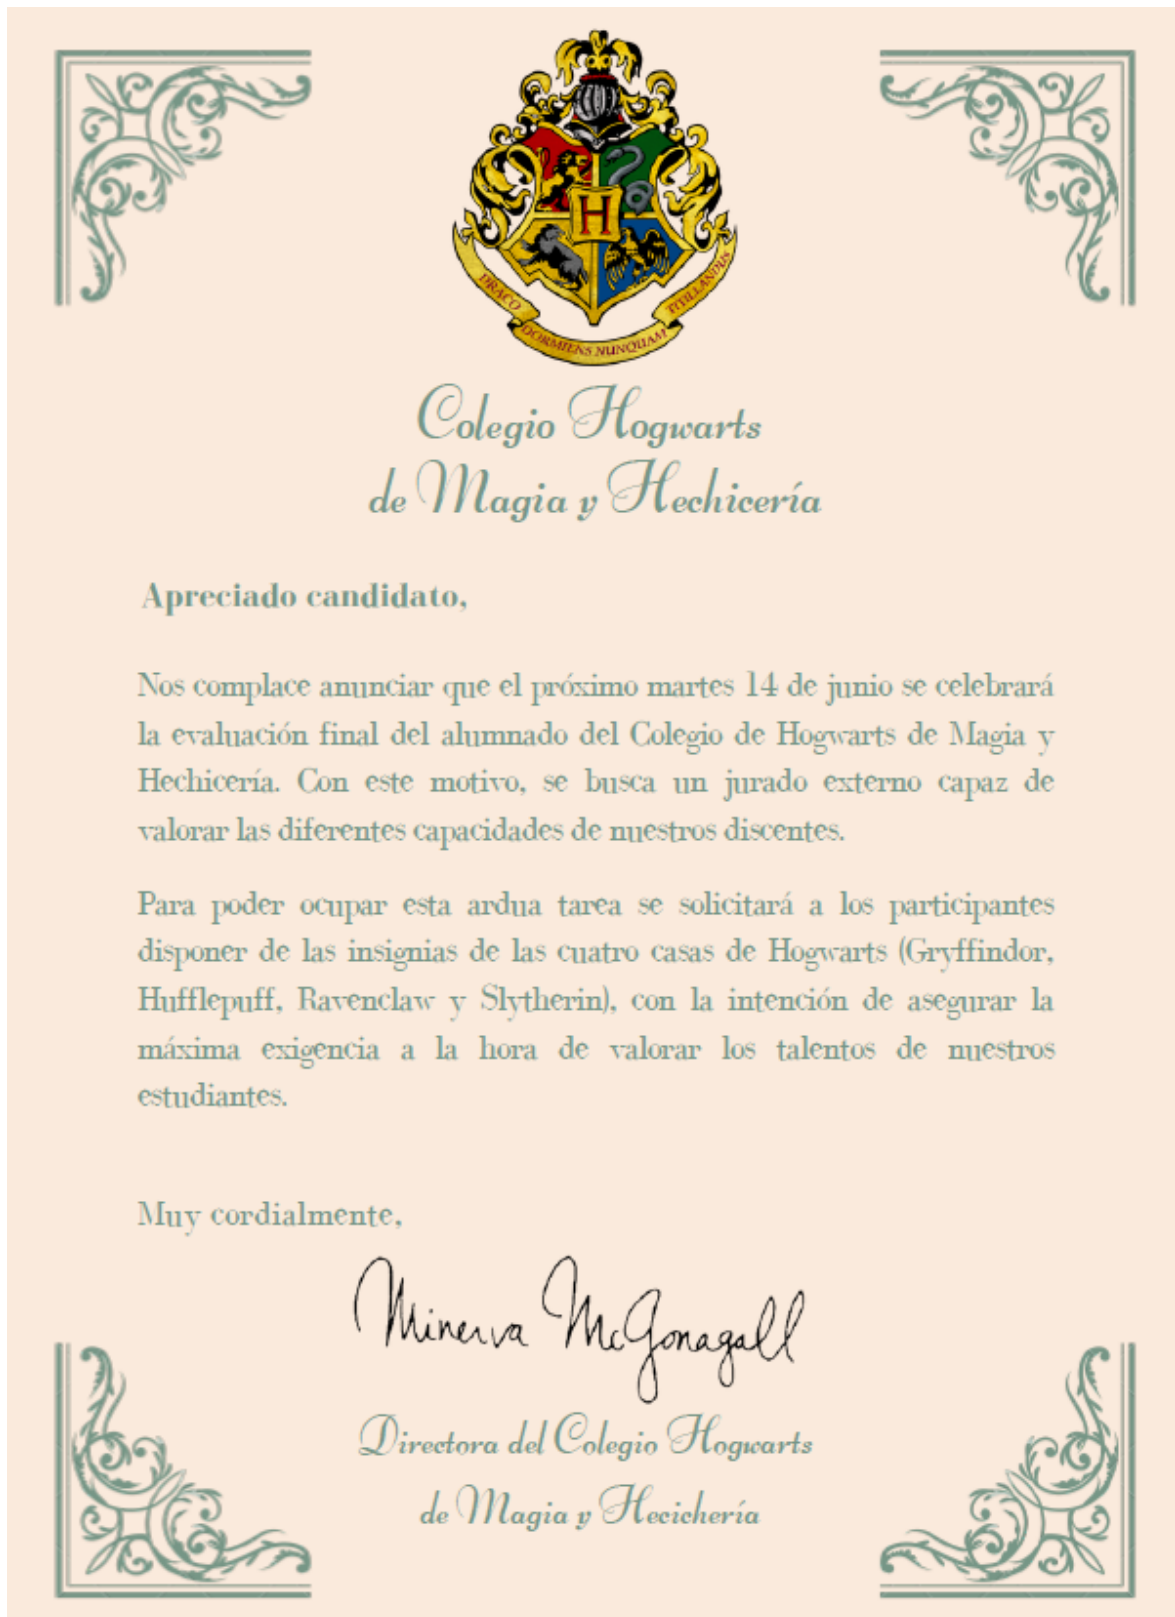 H
DRACO
DORMIENS NUNQUAM
TITILLANDUS
Colegio Hogwarts
de Magia y Hechicería
Apreciado candidato,
Nos complace anunciar que el próximo martes 14 de junio se celebrará
la evaluación final del alumnado del Colegio de Hogwarts de Magia y
Hechicería. Con este motivo, se busca un jurado externo capaz de
valorar las diferentes capacidades de nuestros discentes.
Para poder ocupar esta ardua tarea se solicitará a los participantes
disponer de las insignias de las cuatro casas de Hogwarts (Gryffindor,
Hufflepuff, Ravenclaw y Slytherin), con la intención de asegurar la
máxima exigencia a la hora de valorar los talentos de nuestros
estudiantes.
Muy cordialmente,
Minerva McGonagall
Directora del Colegio Hogwarts
de Magia y Hecichería